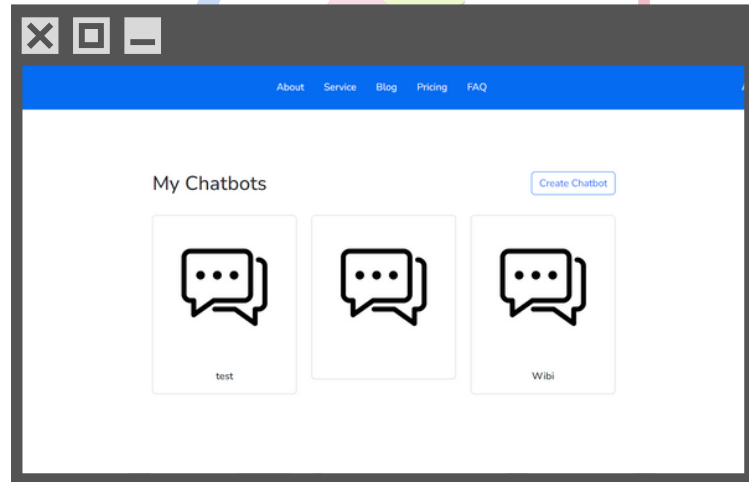 About Service Blog Pricing FAQ
My Chatbots
Create Chatbot
test
Wibi